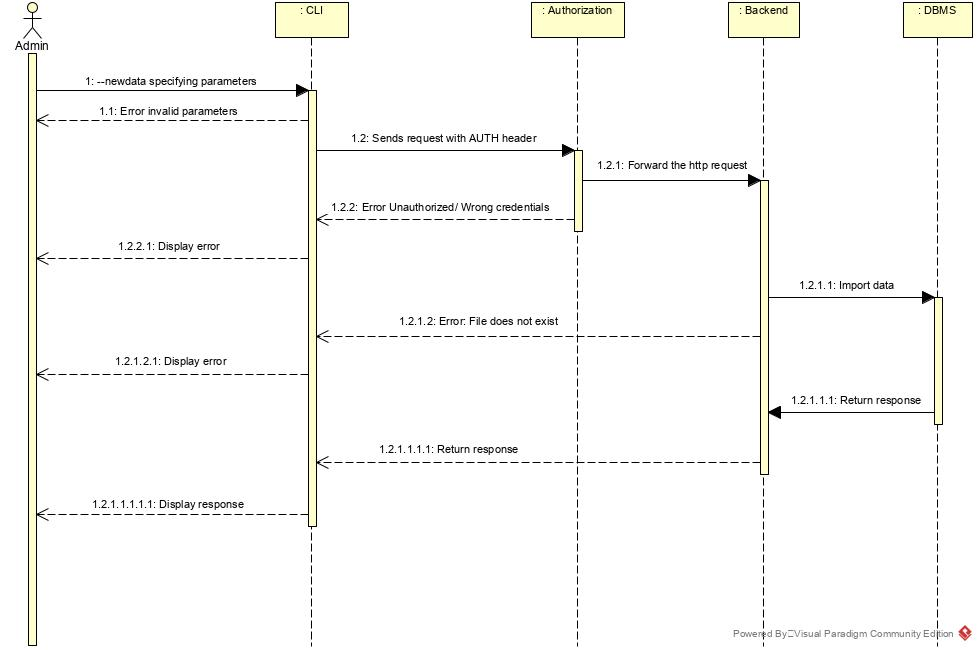 : CLI
: Authorization
: Backend
: DBMS
Admin
1: --newdata specifying parameters
1.1: Error invalid parameters
1.2: Sends request with AUTH header
1.2.1: Forward the http request
1.2.2: Error Unauthorized/ Wrong credentials
1.2.2.1: Display error
1.2.1.1: Import data
1.2.1.2: Error: File does not exist
1.2.1.2.1: Display error
1.2.1.1.1: Return response
1.2.1.1.1.1: Return response
1.2.1.1.1.1.1: Display response
Powered By Visual Paradigm Community Edition